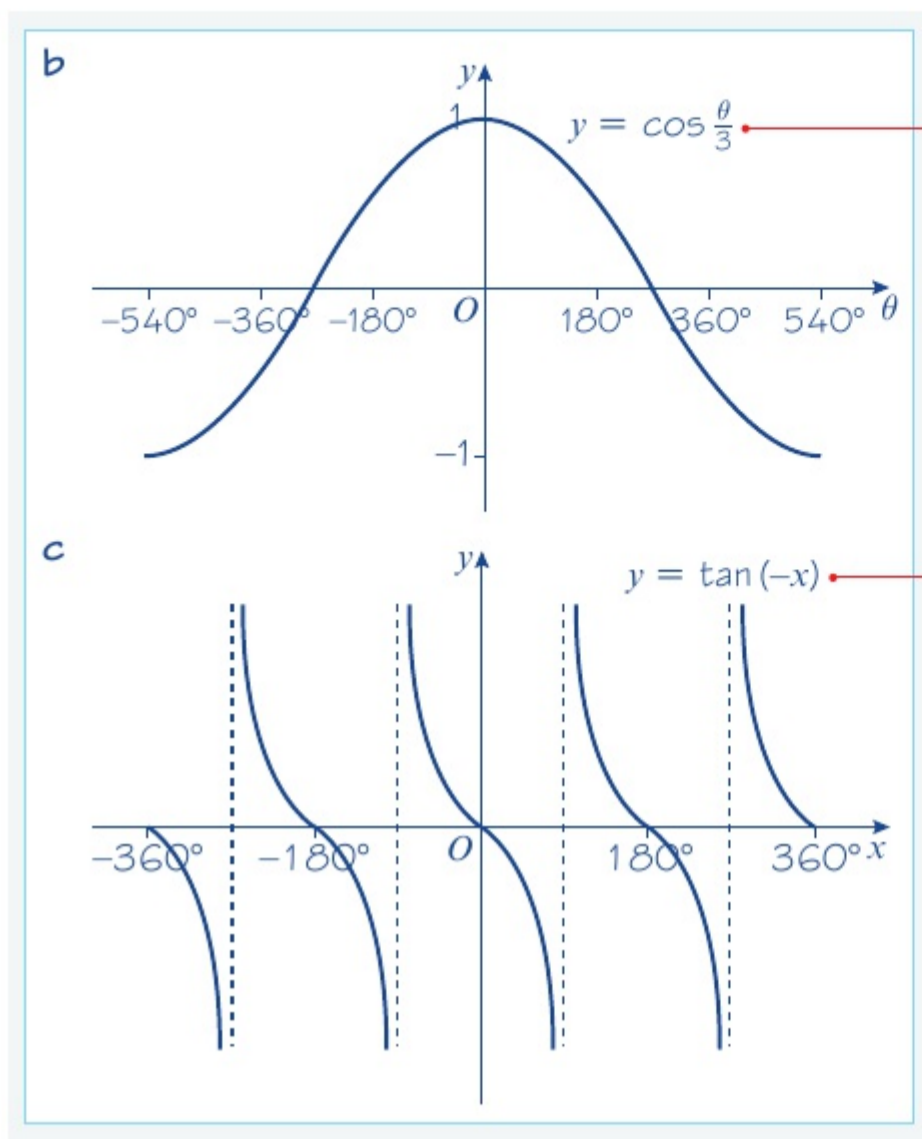 b
y
1
y = cos θ/3
−540° −360° −180° O 180° 360° 540° θ
−1
c
y
y = tan (−x)
−360° −180° O 180° 360° x